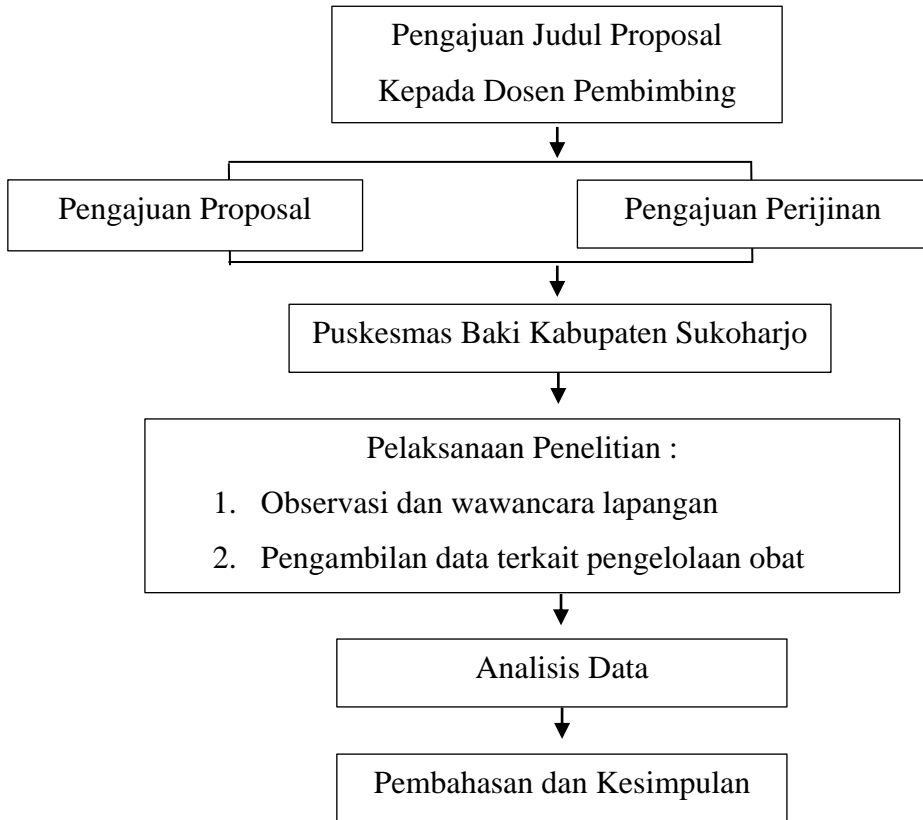 Pengajuan Judul Proposal
Kepada Dosen Pembimbing
Pengajuan Proposal
Pengajuan Perijinan
Puskesmas Baki Kabupaten Sukoharjo
Pelaksanaan Penelitian :
1. Observasi dan wawancara lapangan
2. Pengambilan data terkait pengelolaan obat
Analisis Data
Pembahasan dan Kesimpulan